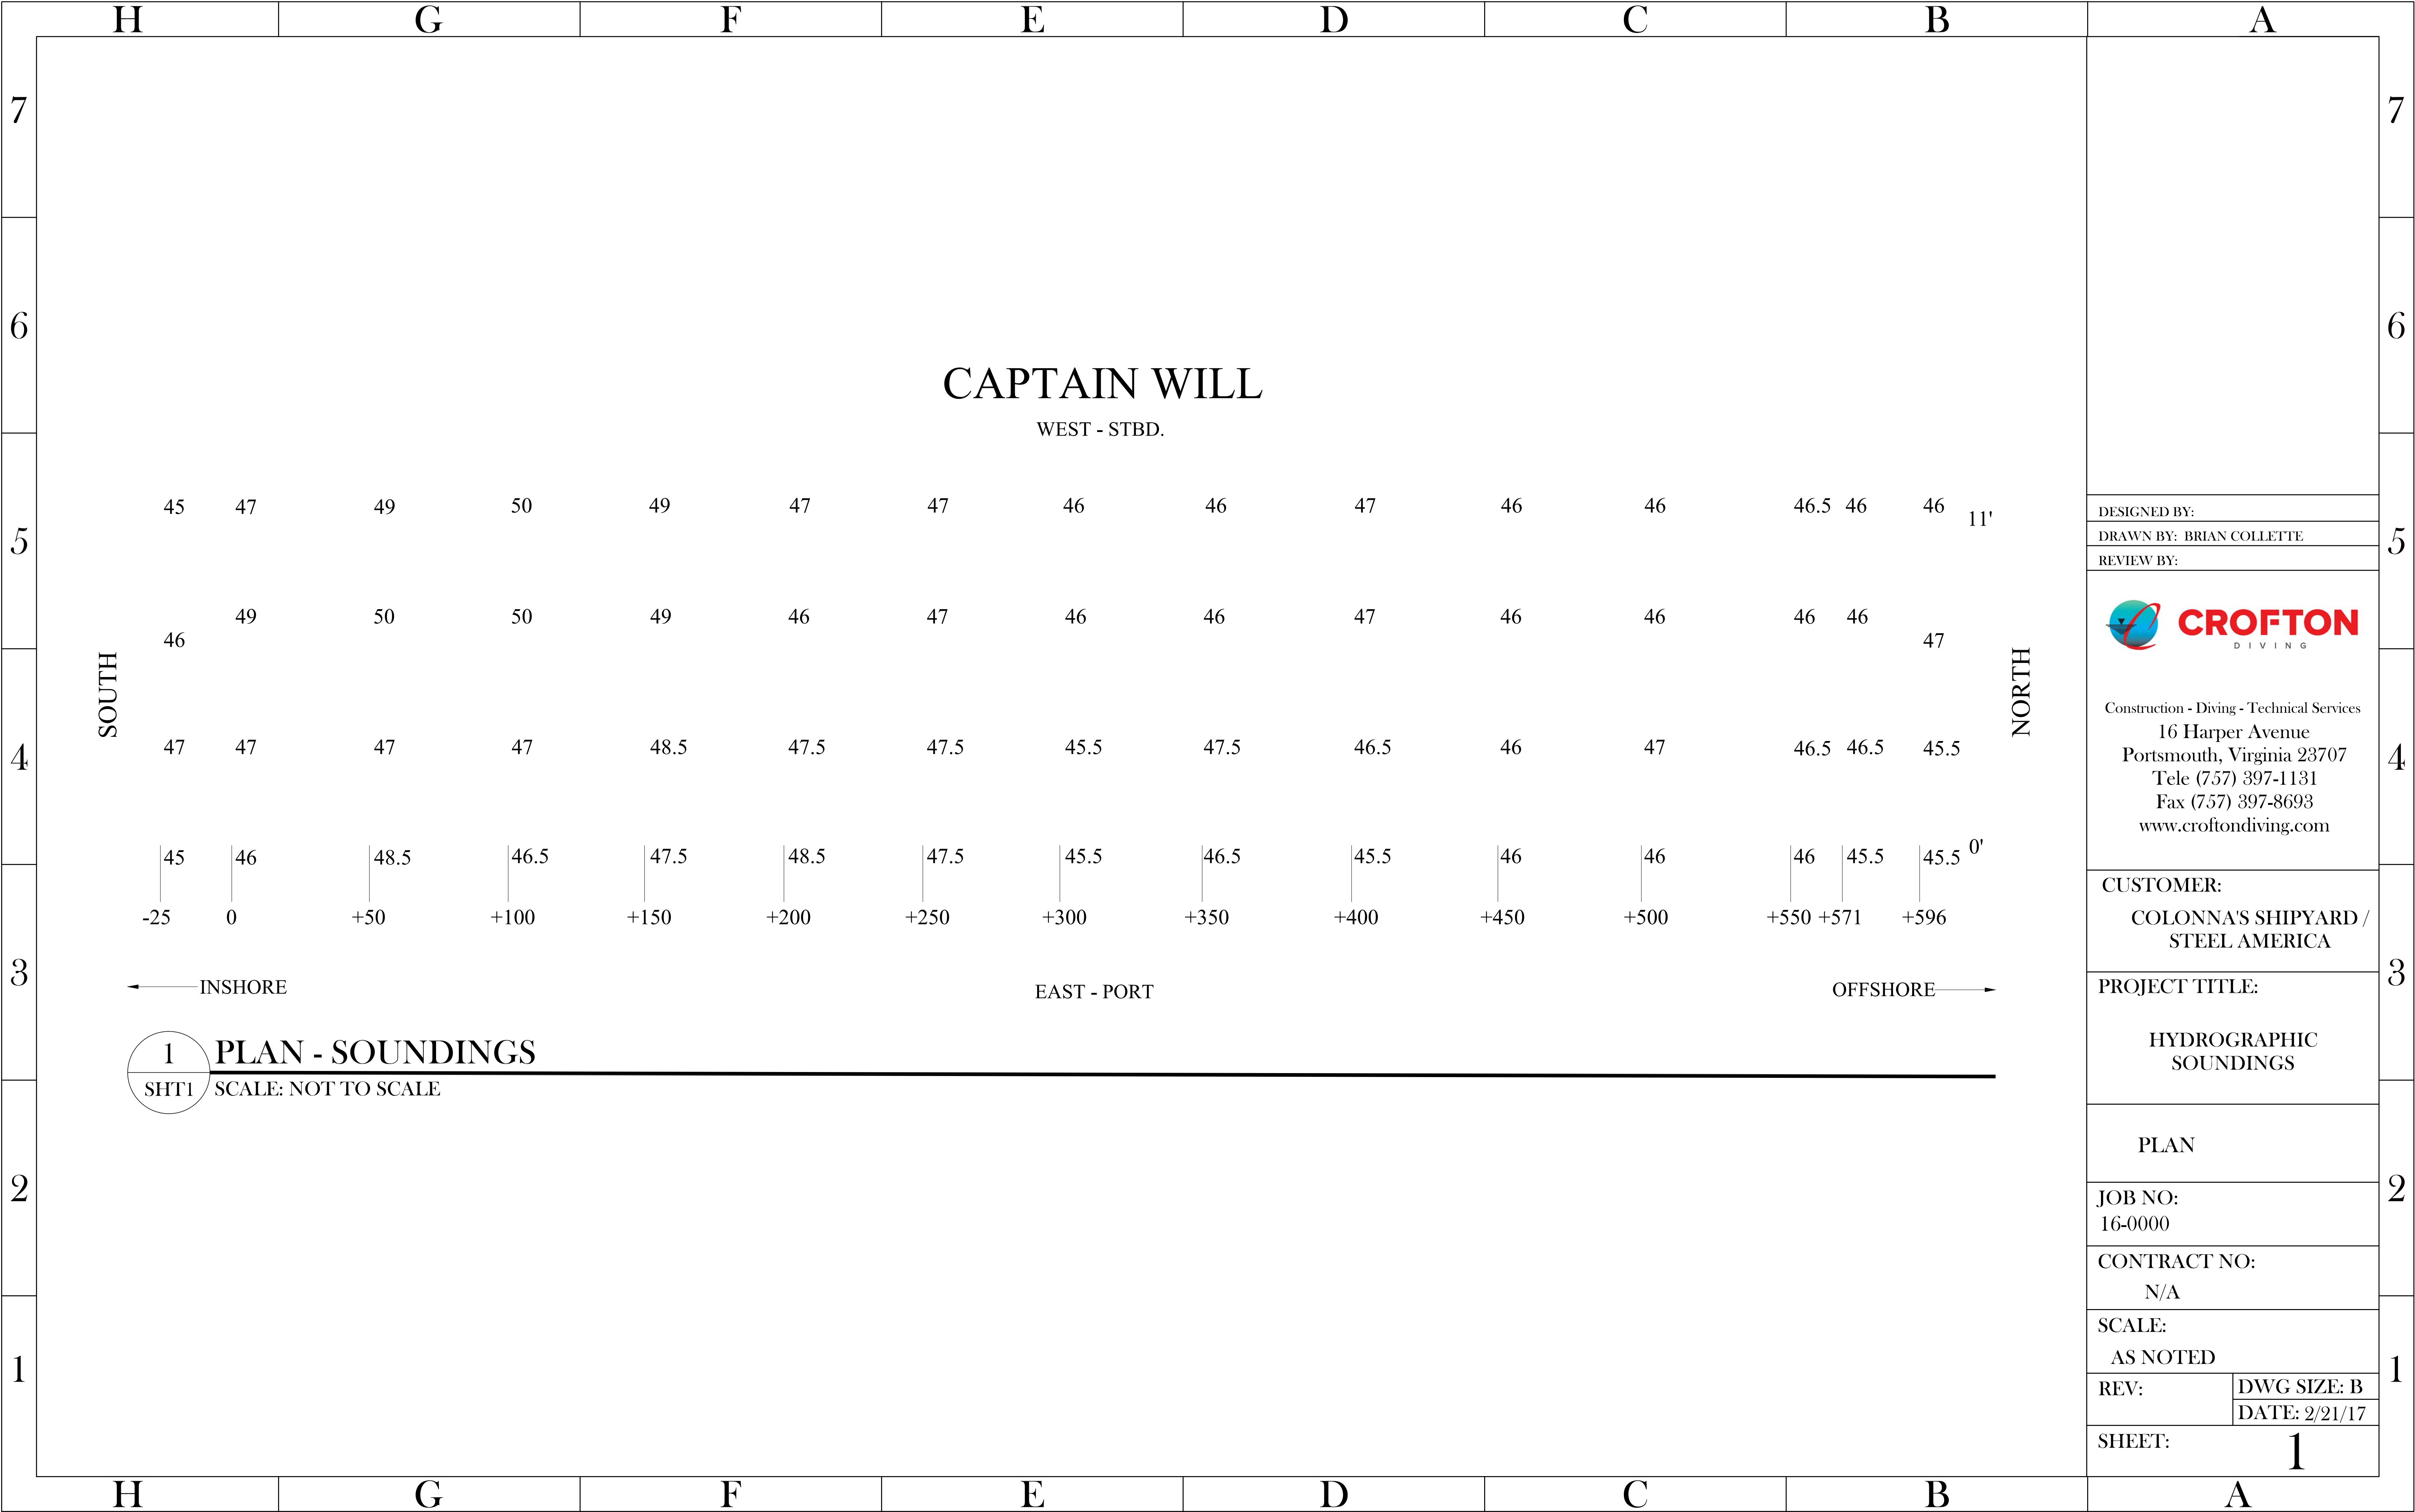 H G F E D C B A
7 7
6 6
CAPTAIN WILL
WEST - STBD.
45 47 49 50 49 47 47 46 46 47 46 46 46.5 46 46 11'
5 5
49 50 50 49 46 47 46 46 47 46 46 46 46
46 47
SOUTH
NORTH
47 47 47 47 48.5 47.5 47.5 45.5 47.5 46.5 46 47 46.5 46.5 45.5
4 4
45 46 48.5 46.5 47.5 48.5 47.5 45.5 46.5 45.5 46 46 46 45.5 45.5 0'
-25 0 +50 +100 +150 +200 +250 +300 +350 +400 +450 +500 +550 +571 +596
3 3
INSHORE EAST - PORT OFFSHORE
1 PLAN - SOUNDINGS
SHT1 SCALE: NOT TO SCALE
2 2
1 1
DESIGNED BY:
DRAWN BY: BRIAN COLLETTE
REVIEW BY:
CROFTON
DIVING
Construction - Diving - Technical Services
16 Harper Avenue
Portsmouth, Virginia 23707
Tele (757) 397-1131
Fax (757) 397-8693
www.croftondiving.com
CUSTOMER:
COLONNA'S SHIPYARD /
STEEL AMERICA
PROJECT TITLE:
HYDROGRAPHIC
SOUNDINGS
PLAN
JOB NO:
16-0000
CONTRACT NO:
N/A
SCALE:
AS NOTED
REV:
DWG SIZE: B
DATE: 2/21/17
SHEET: 1
H G F E D C B A